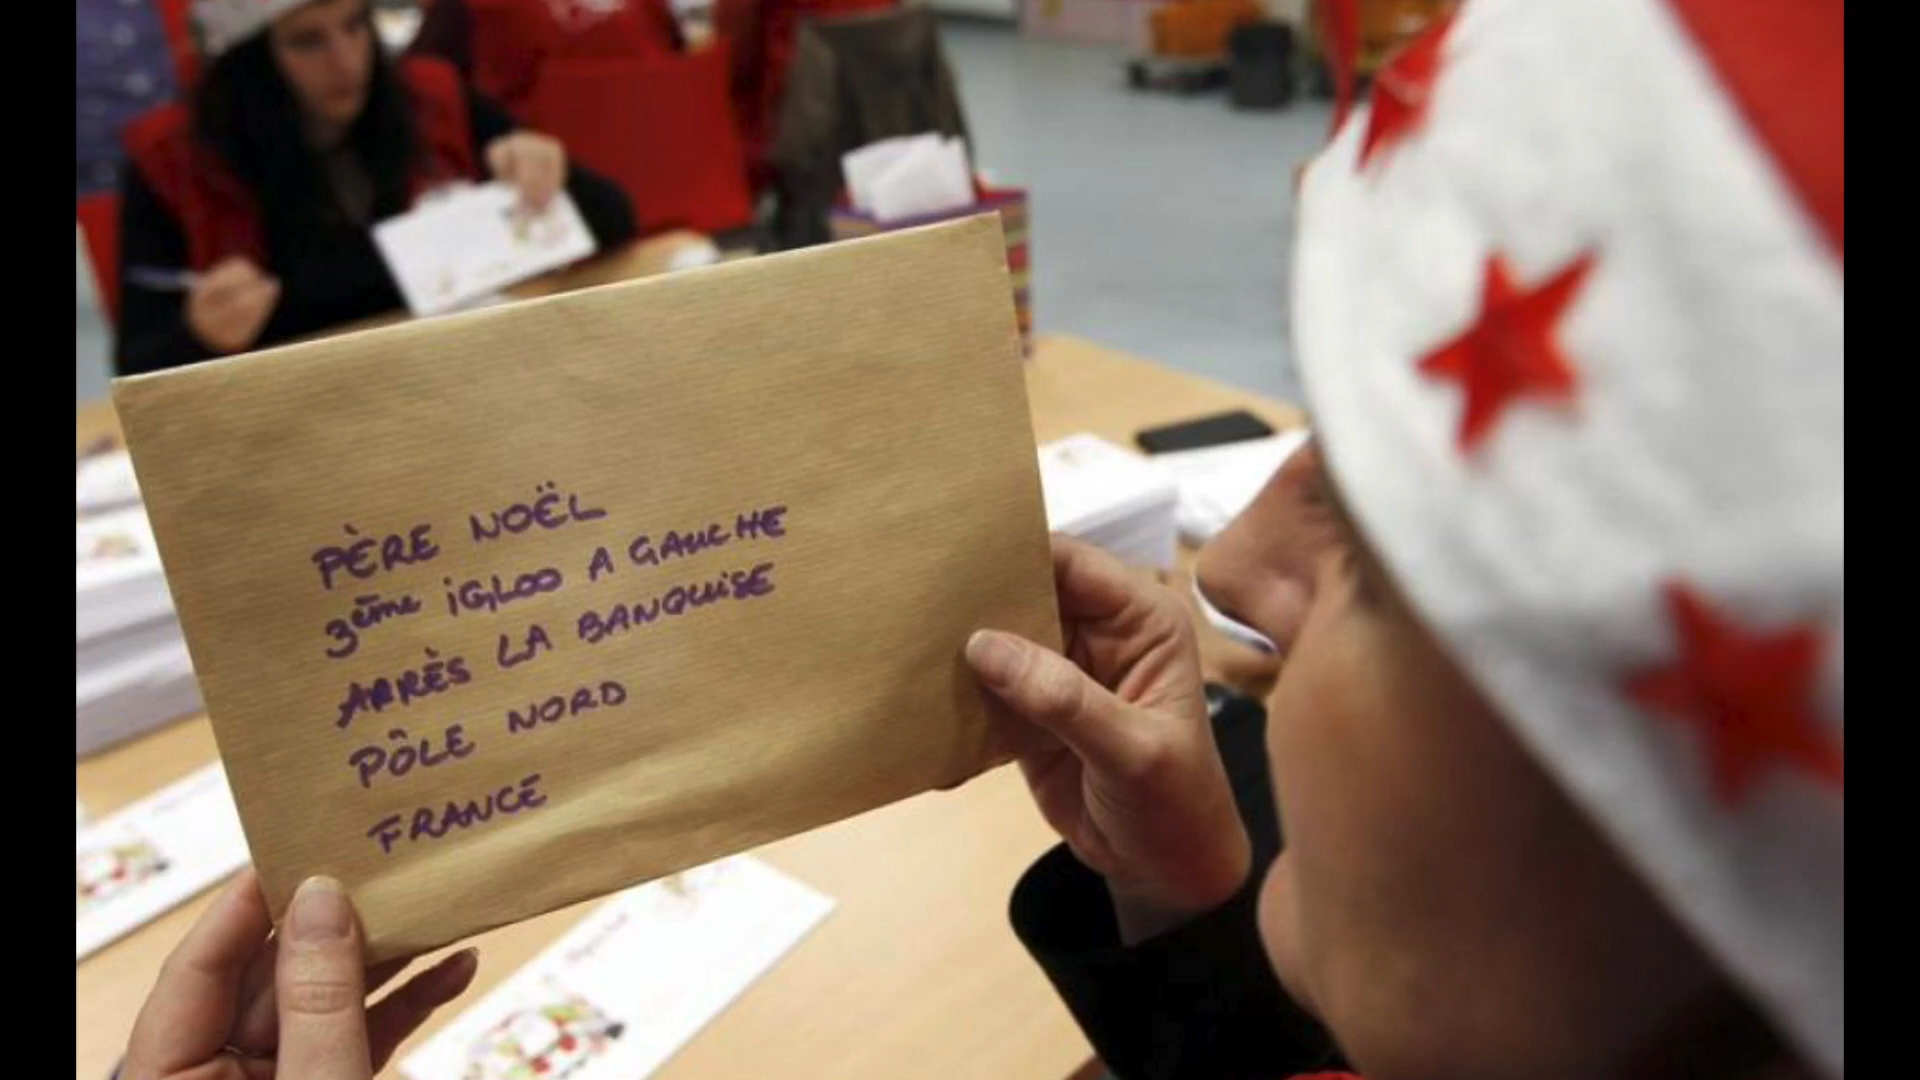 PÈRE NOËL
3ème iGLOO A GAUCHE
APRÈS LA BANQUiSE
PÔLE NORD
FRANCE